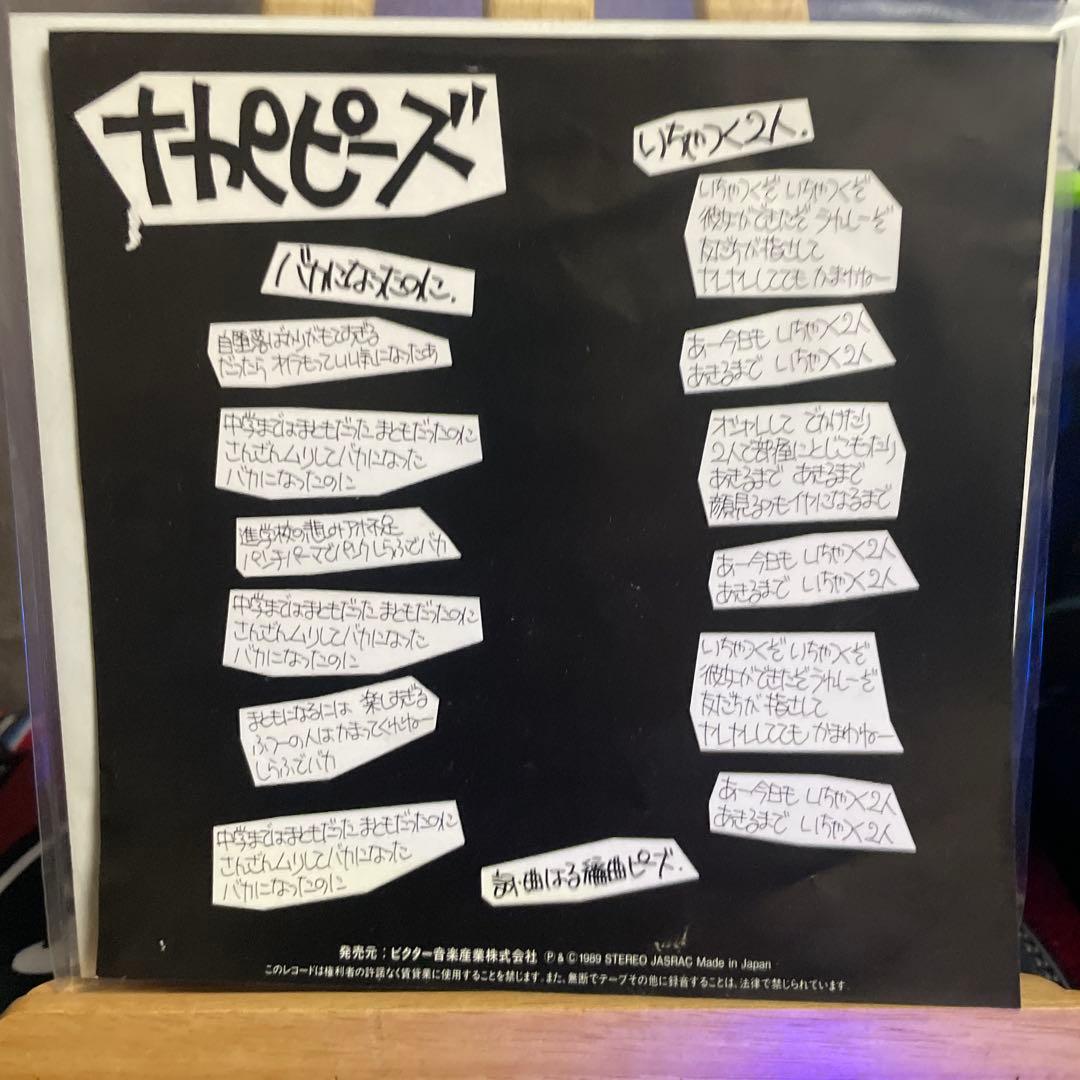 theピーズ
バカになったのに.
自堕落ばかりがもてすぎる
だったら オラもっていい気になったあ
中学まではまともだった まともだったのに
さんざんムリしてバカになった
バカになったのに
進学校の悲しみ アオ不足
パンチパーマでパンク しらふでバカ
中学まではまともだった まともだったのに
さんざんムリしてバカになった
バカになったのに
まともになるには 楽しすぎる
ふつーの人はかまってくれねー
しらふでバカ
中学まではまともだった まともだったのに
さんざんムリしてバカになった
バカになったのに
いちゃつく2人.
いちゃつくぞ いちゃつくぞ
彼女ができたぞ うれしーぞ
友だちが指さして
ヤレヤレしてても かまわねー
あー今日も いちゃつく2人
あきるまで いちゃつく2人
オシャレして でかけたり
2人で部屋にとじこもったり
あきるまで あきるまで
顔見るのもイヤになるまで
あー今日も いちゃつく2人
あきるまで いちゃつく2人
いちゃつくぞ いちゃつくぞ
彼女ができたぞ うれしーぞ
友だちが指さして
ヤレヤレしてても かまわねー
あー今日も いちゃつく2人
あきるまで いちゃつく2人
詞・曲はる 編曲ピーズ.
発売元：ビクター音楽産業株式会社 Ⓟ & Ⓒ 1989 STEREO JASRAC Made in Japan
このレコードは権利者の許諾なく賃貸業に使用することを禁じます。また、無断でテープその他に録音することは、法律で禁じられています